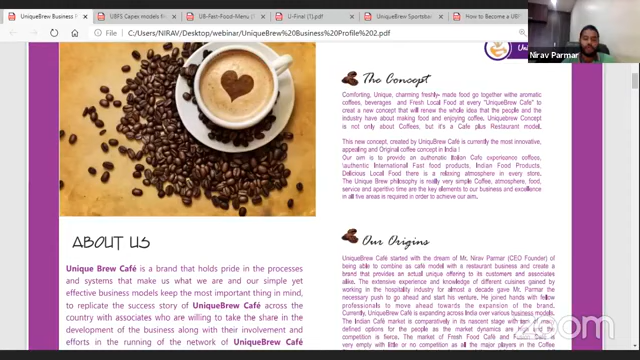 UniqueBrew Business P
UBFS Capex models f
UB-Fast-Food-Menu (
U-Final (1).pdf
UniqueBrew Sportsto
How to Become a UB
File
C:/Users/NIRAV/Desktop/webinar/UniqueBrew%20Business%20Profile%202.pdf
Nirav Parmar
Uni
The Concept
Comforting, Unique, charming freshly- made food go together withe aromatic
coffees, beverages and Fresh Local Food at every "UniqueBrew Cafe" to
creat a new concept that will renew the whole idea that the people and the
industry have about making food and enjoying coffee. Uniquebrew Concept
is not only about Coffees, but it's a Cafe plus Restaurant model.
This new concept, created by UniquBrew Café is currently the most innovative,
appealing and Original coffee concept in India !
Our aim is to provide an authentic Italian Cafe experieance coffees,
\authentic International Fast food products, Indian Food Products,
Delicious Local Food there is a relaxing atmosphere in every store.
The Unique Brew philosophy is really very simple Coffee, atmosphere, food,
service and apertivo time are the key elements to our business and excellence
in all five areas is required in order to achieve our aim.
ABOUT US
Unique Brew Café is a brand that holds pride in the processes
and systems that make us what we are and our simple yet
effective business models keep the most important thing in mind,
to replicate the success story of UniqueBrew Café across the
country with associates who are willing to take the share in the
development of the business along with their involvement and
efforts in the running of the network of UniqueBrew Café
Our Origins
UniqueBrew Café started with the dream of Mr. Nirav Parmar (CEO Founder) of
being able to combine as café model with a restaurant business and create a
brand that provides an actual unique offering to its customers and associates
alike. The extensive experience and knowledge of different cuisines gained by
working in the hospitality industry for almost a decade gave Mr. Parmar the
necessary push to go ahead and start his venture. He joined hands with fellow
professionals to move ahead towards the expansion of the brand.
Currently, UniqueBrew Café is expanding across India over various business models.
The Indian Café market is comparatively in nascent stage with
defined options for the people as the market dynamics are
competition is fierce. The market of Fresh Food Café and
very empty with little or no competition as all the major players in the Coffee
zoom